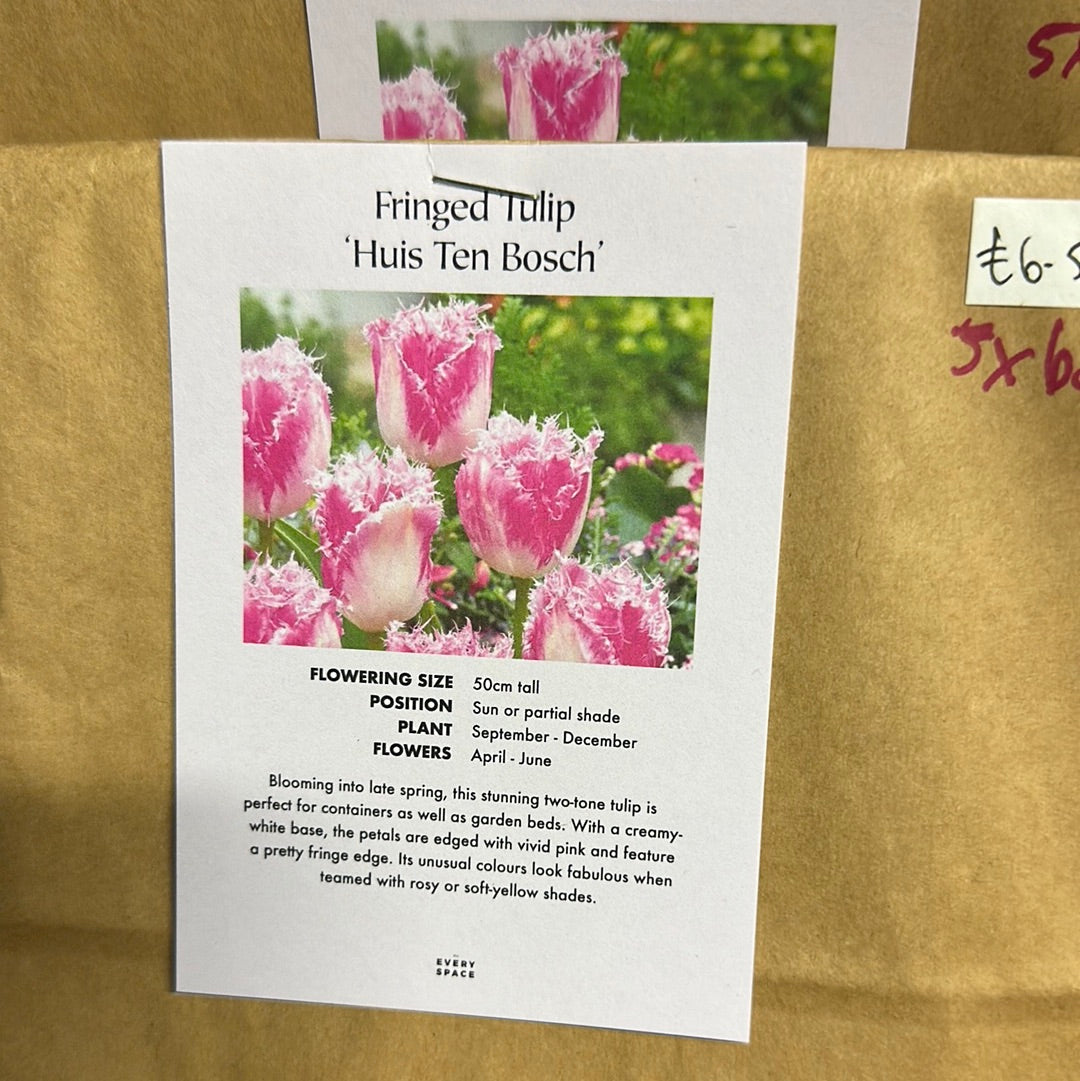 Fringed Tulip
‘Huis Ten Bosch’
£6-
5x
FLOWERING SIZE 50cm tall
POSITION Sun or partial shade
PLANT September - December
FLOWERS April - June
Blooming into late spring, this stunning two-tone tulip is
perfect for containers as well as garden beds. With a creamy-
white base, the petals are edged with vivid pink and feature
a pretty fringe edge. Its unusual colours look fabulous when
teamed with rosy or soft-yellow shades.
EVERY
SPACE